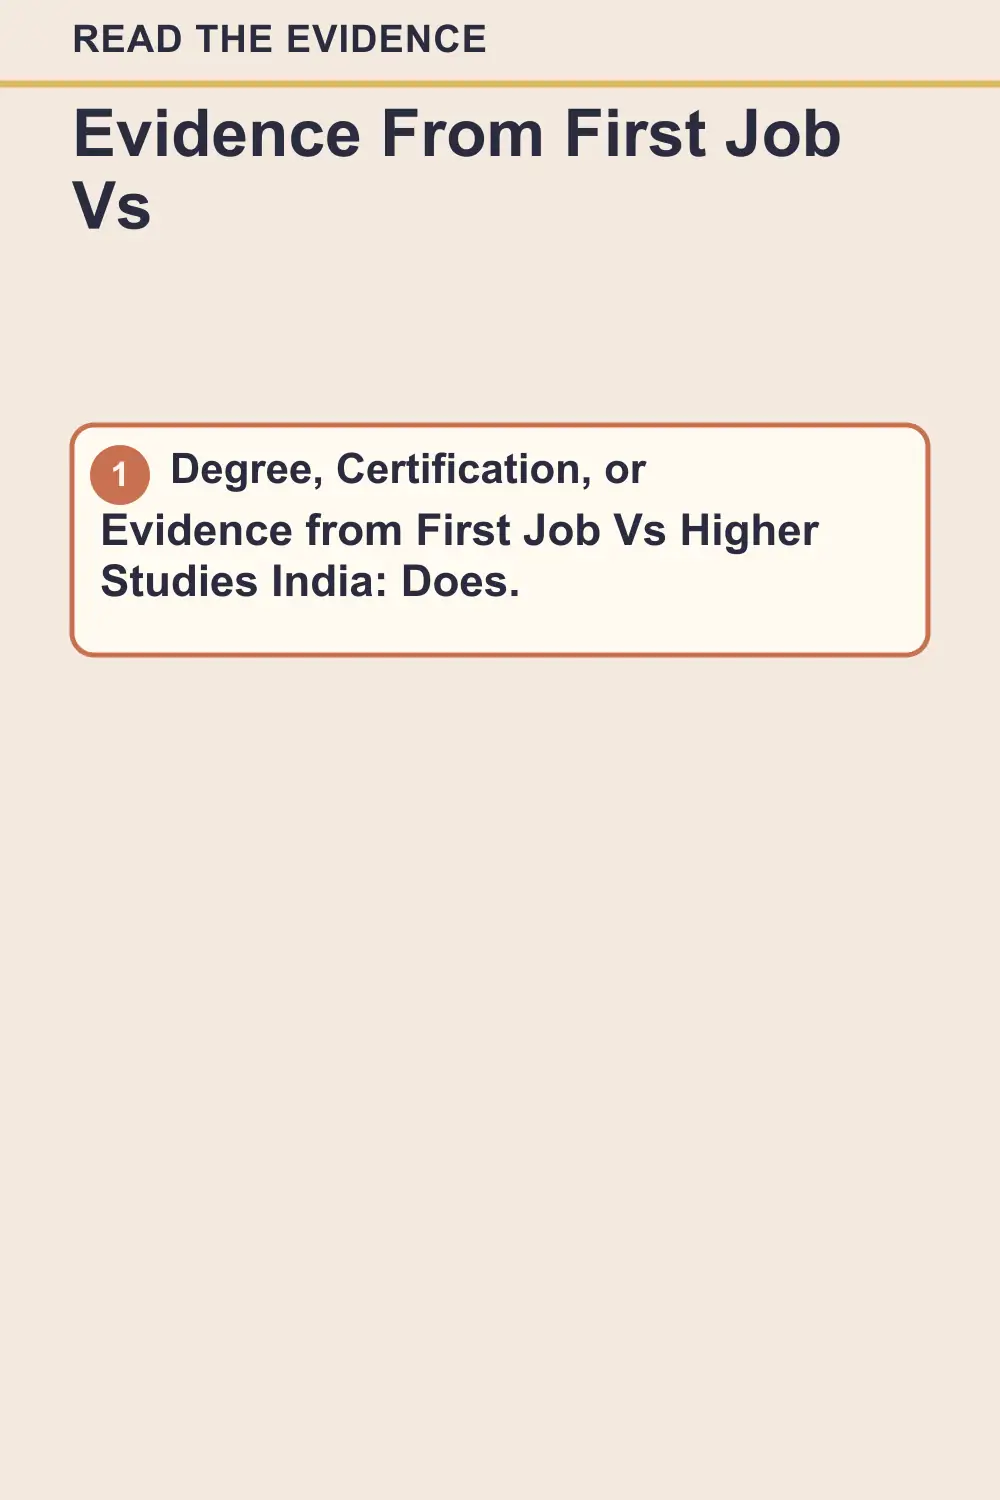 READ THE EVIDENCE
Evidence From First Job
Vs
1 Degree, Certification, or
Evidence from First Job Vs Higher
Studies India: Does.